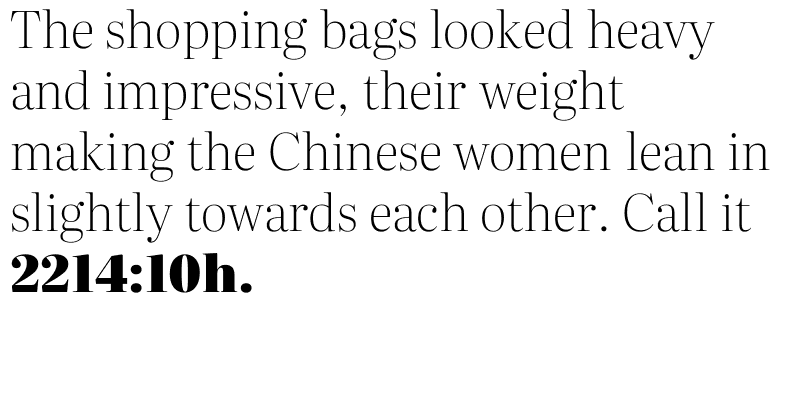 The shopping bags looked heavy
and impressive, their weight
making the Chinese women lean in
slightly towards each other. Call it
2214:10h.